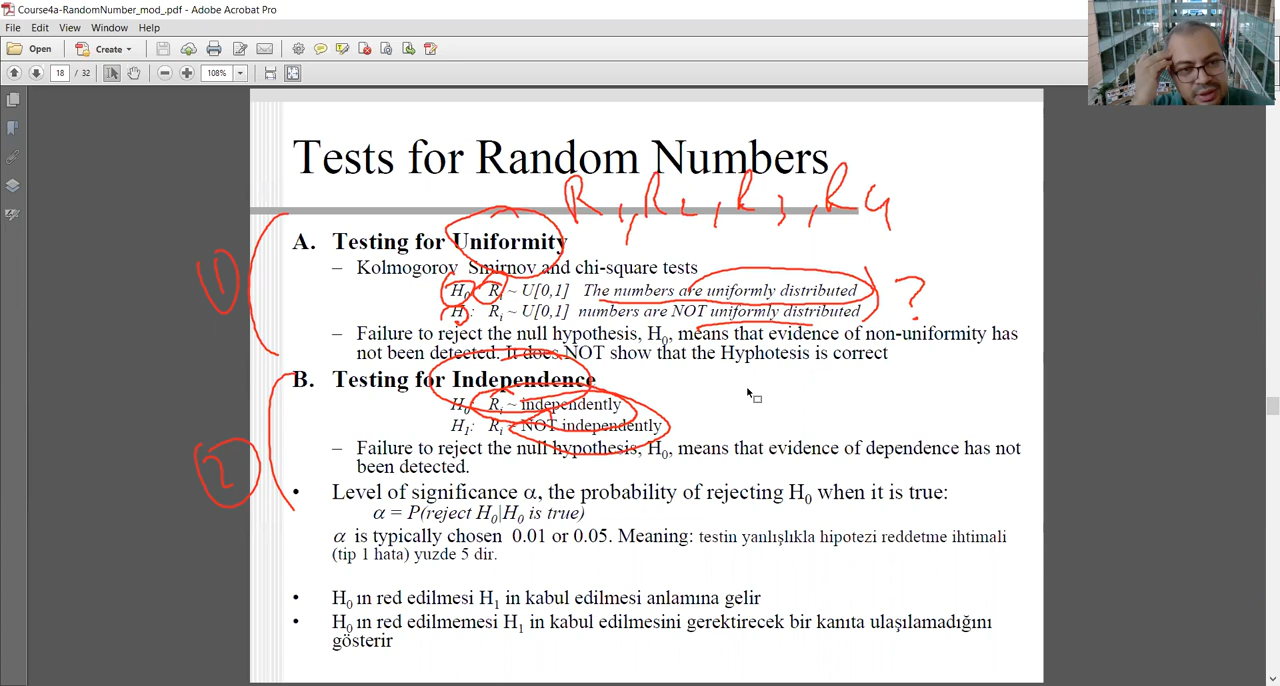 Course4a-RandomNumber_mod_.pdf - Adobe Acrobat Pro
File Edit View Window Help
Open Create
18 / 32 108%
Tests for Random Numbers
R1, R2, R3, R4
A. Testing for Uniformity
– Kolmogorov Smirnov and chi-square tests
H0 Ri ~ U[0,1] The numbers are uniformly distributed
H1: Ri ~ U[0,1] numbers are NOT uniformly distributed
?
1
– Failure to reject the null hypothesis, H0, means that evidence of non-uniformity has
not been detected. It does NOT show that the Hyphotesis is correct
B. Testing for Independence
H0: Ri ~ independently
H1: Ri ~ NOT independently
2
– Failure to reject the null hypothesis, H0, means that evidence of dependence has not
been detected.
• Level of significance α, the probability of rejecting H0 when it is true:
α = P(reject H0|H0 is true)
α is typically chosen 0.01 or 0.05. Meaning: testin yanlışlıkla hipotezi reddetme ihtimali
(tip 1 hata) yuzde 5 dir.
• H0 ın red edilmesi H1 in kabul edilmesi anlamına gelir
• H0 ın red edilmemesi H1 in kabul edilmesini gerektirecek bir kanıta ulaşılamadığını
gösterir